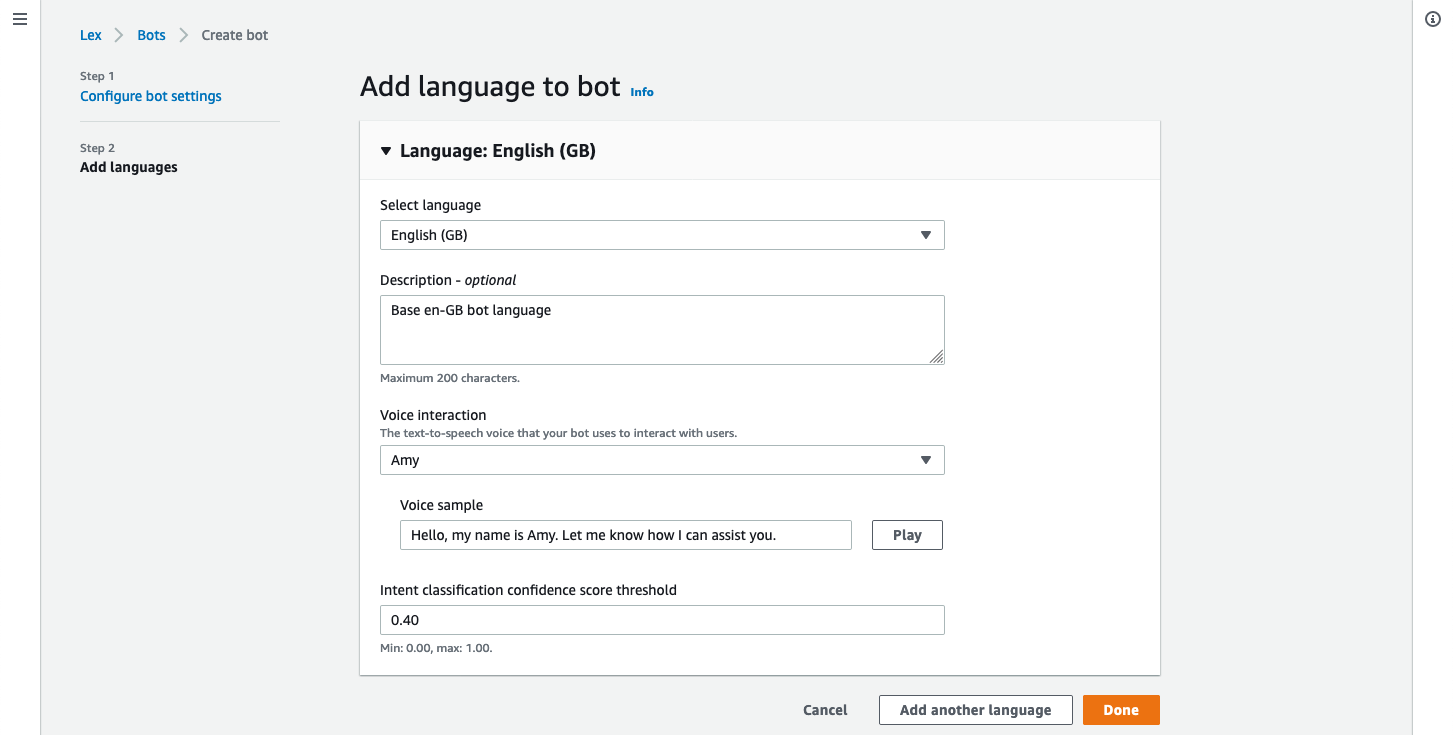 Lex > Bots > Create bot
Step 1
Configure bot settings
Step 2
Add languages
Add language to bot Info
Language: English (GB)
Select language
English (GB)
Description - optional
Base en-GB bot language
Maximum 200 characters.
Voice interaction
The text-to-speech voice that your bot uses to interact with users.
Amy
Voice sample
Hello, my name is Amy. Let me know how I can assist you.
Play
Intent classification confidence score threshold
0.40
Min: 0.00, max: 1.00.
Cancel
Add another language
Done